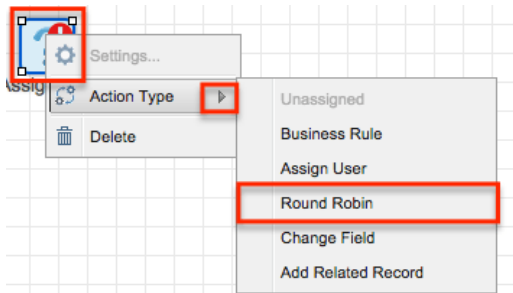 Settings...
Assig
Action Type
Delete
Unassigned
Business Rule
Assign User
Round Robin
Change Field
Add Related Record